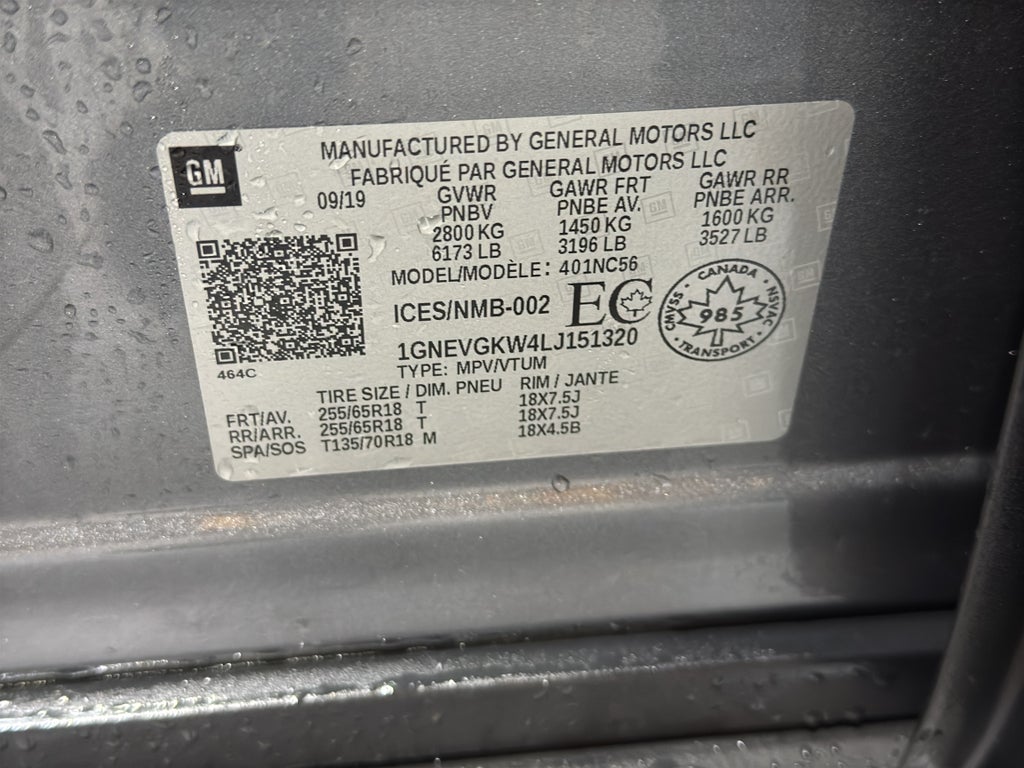 GM
MANUFACTURED BY GENERAL MOTORS LLC
FABRIQUÉ PAR GENERAL MOTORS LLC
09/19 GVWR GAWR FRT GAWR RR
PNBV PNBE AV. PNBE ARR.
2800 KG 1450 KG 1600 KG
6173 LB 3196 LB 3527 LB
MODEL/MODÈLE: 401NC56
ICES/NMB-002 EC
CANADA
CMVSS 985 NSVAC
TRANSPORT
1GNEVGKW4LJ151320
464C
TYPE: MPV/VTUM
TIRE SIZE / DIM. PNEU RIM / JANTE
FRT/AV. 255/65R18 T 18X7.5J
RR/ARR. 255/65R18 T 18X7.5J
SPA/SOS T135/70R18 M 18X4.5B